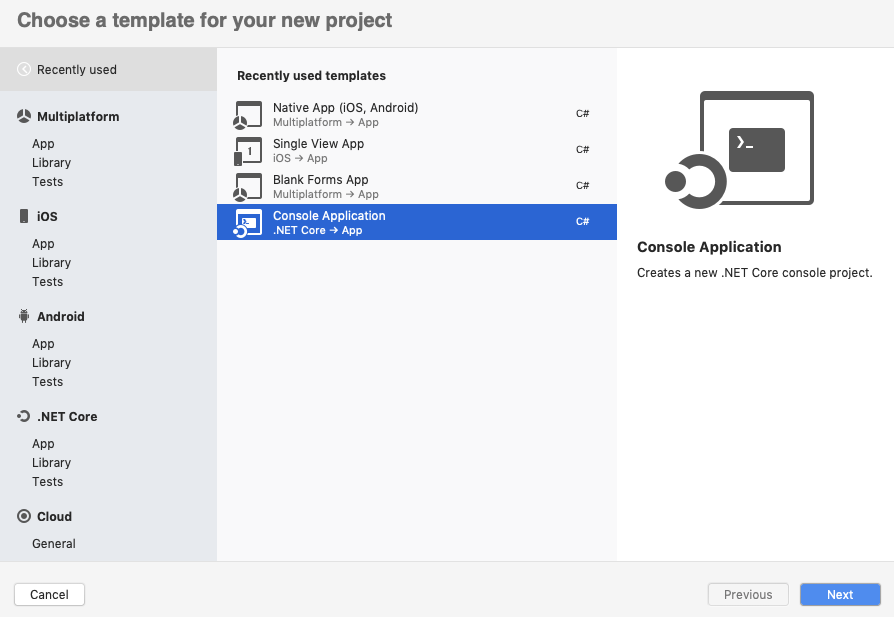 Choose a template for your new project
Recently used
Multiplatform
App
Library
Tests
iOS
App
Library
Tests
Android
App
Library
Tests
.NET Core
App
Library
Tests
Cloud
General
Recently used templates
Native App (iOS, Android)
Multiplatform → App
C#
1
Single View App
iOS → App
C#
Blank Forms App
Multiplatform → App
C#
Console Application
.NET Core → App
C#
Console Application
Creates a new .NET Core console project.
Cancel
Previous
Next